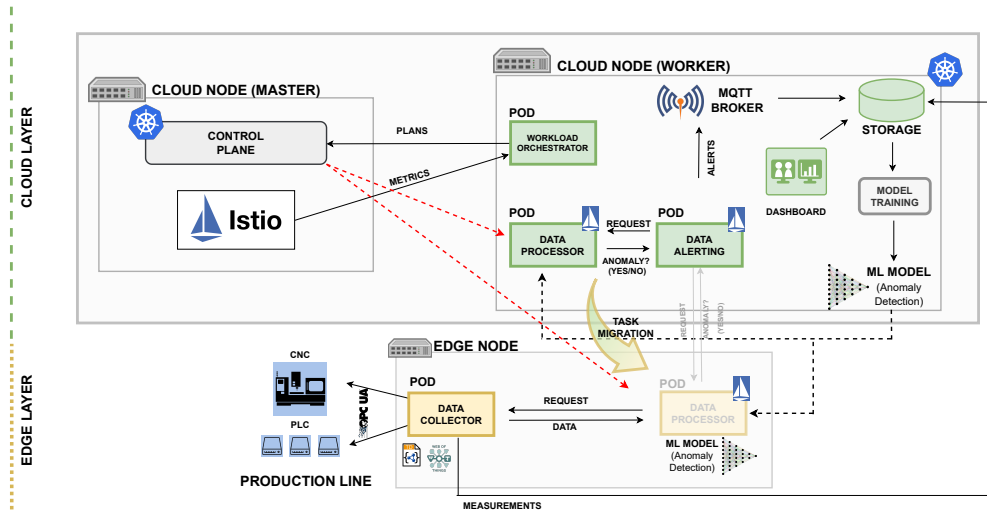 CLOUD LAYER
EDGE LAYER
CLOUD NODE (MASTER)
CONTROL
PLANE
Istio
PLANS
METRICS
CLOUD NODE (WORKER)
POD
WORKLOAD
ORCHESTRATOR
MQTT
BROKER
STORAGE
ALERTS
DASHBOARD
MODEL
TRAINING
ML MODEL
(Anomaly
Detection)
POD
DATA
PROCESSOR
REQUEST
ANOMALY?
(YES/NO)
POD
DATA
ALERTING
REQUEST
ANOMALY?
(YES/NO)
TASK
MIGRATION
EDGE NODE
CNC
PLC
PRODUCTION LINE
OPC UA
POD
DATA
COLLECTOR
WEB OF
THINGS
REQUEST
DATA
POD
DATA
PROCESSOR
ML MODEL
(Anomaly
Detection)
MEASUREMENTS